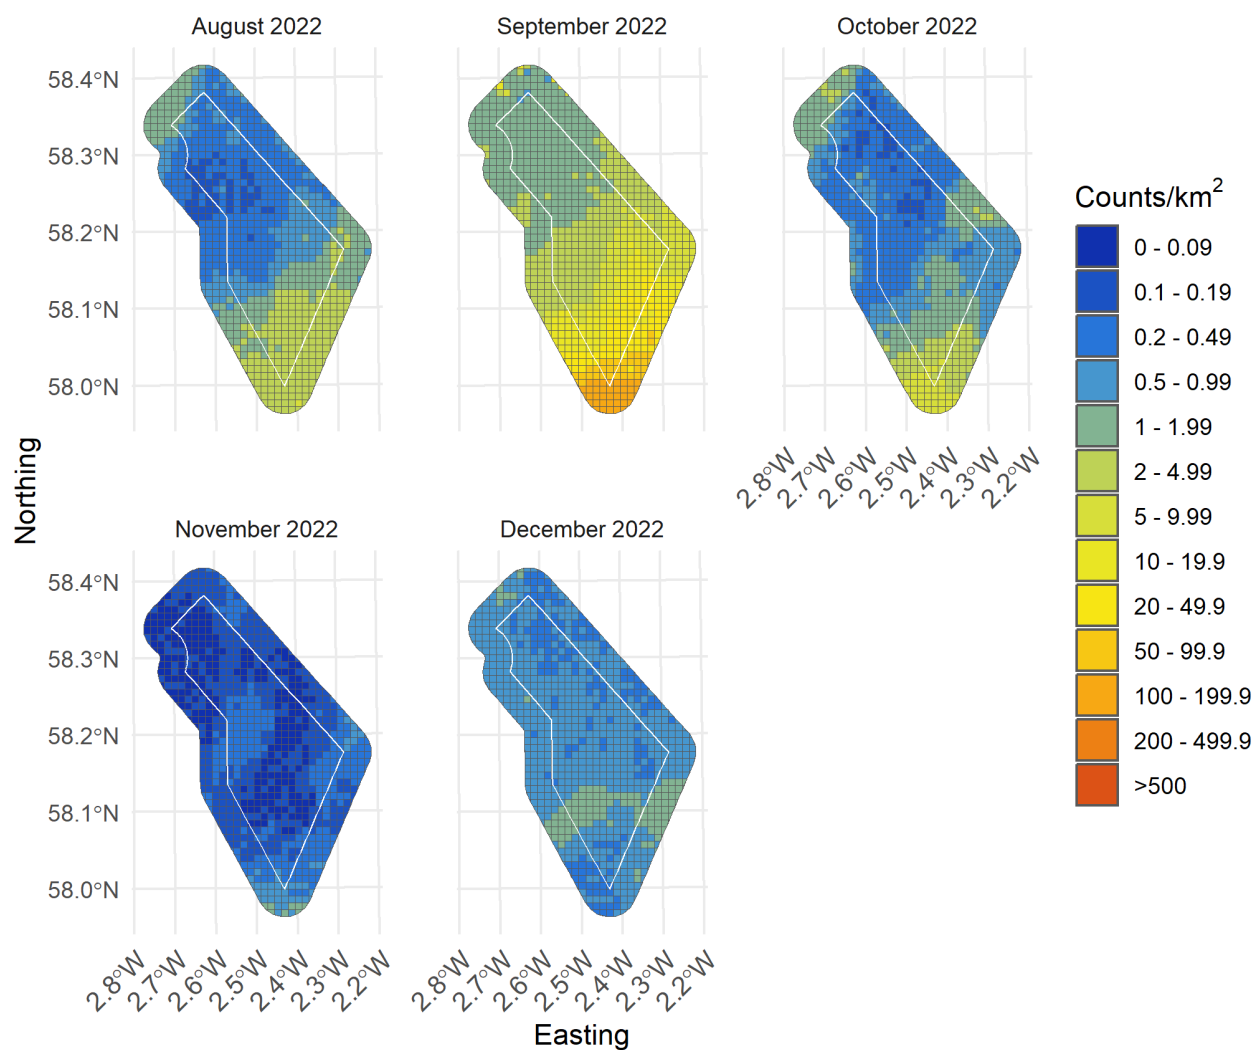 August 2022
September 2022
October 2022
58.4°N
58.3°N
58.2°N
58.1°N
58.0°N
2.8°W
2.7°W
2.6°W
2.5°W
2.4°W
2.3°W
2.2°W
Northing
November 2022
December 2022
58.4°N
58.3°N
58.2°N
58.1°N
58.0°N
2.8°W
2.7°W
2.6°W
2.5°W
2.4°W
2.3°W
2.2°W
2.8°W
2.7°W
2.6°W
2.5°W
2.4°W
2.3°W
2.2°W
Easting
Counts/km²
0 - 0.09
0.1 - 0.19
0.2 - 0.49
0.5 - 0.99
1 - 1.99
2 - 4.99
5 - 9.99
10 - 19.9
20 - 49.9
50 - 99.9
100 - 199.9
200 - 499.9
>500